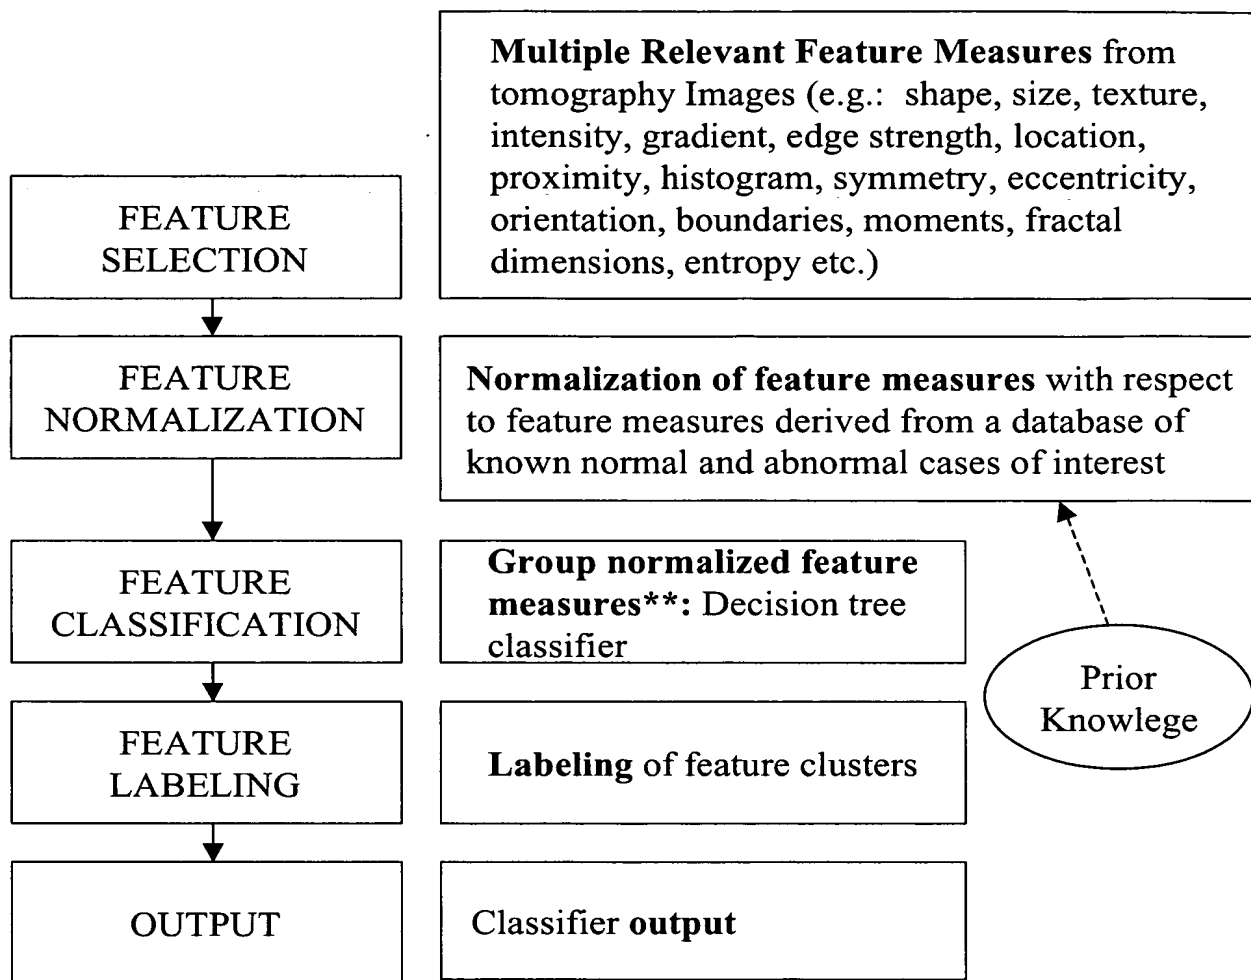 FEATURE
SELECTION
Multiple Relevant Feature Measures from
tomography Images (e.g.: shape, size, texture,
intensity, gradient, edge strength, location,
proximity, histogram, symmetry, eccentricity,
orientation, boundaries, moments, fractal
dimensions, entropy etc.)
FEATURE
NORMALIZATION
Normalization of feature measures with respect
to feature measures derived from a database of
known normal and abnormal cases of interest
FEATURE
CLASSIFICATION
Group normalized feature
measures**: Decision tree
classifier
Prior
Knowlege
FEATURE
LABELING
Labeling of feature clusters
OUTPUT
Classifier output